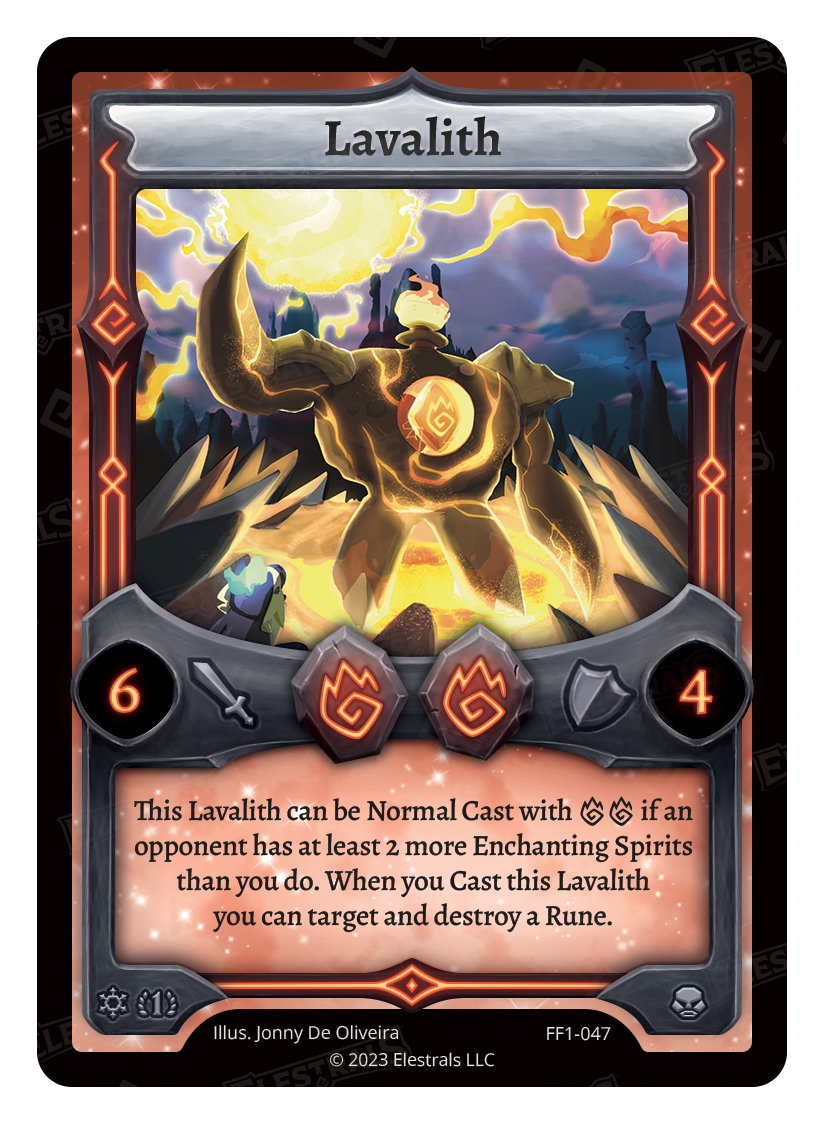 Lavalith
6
4
This Lavalith can be Normal Cast with if an
opponent has at least 2 more Enchanting Spirits
than you do. When you Cast this Lavalith
you can target and destroy a Rune.
1
Illus. Jonny De Oliveira
FF1-047
© 2023 Elestrals LLC